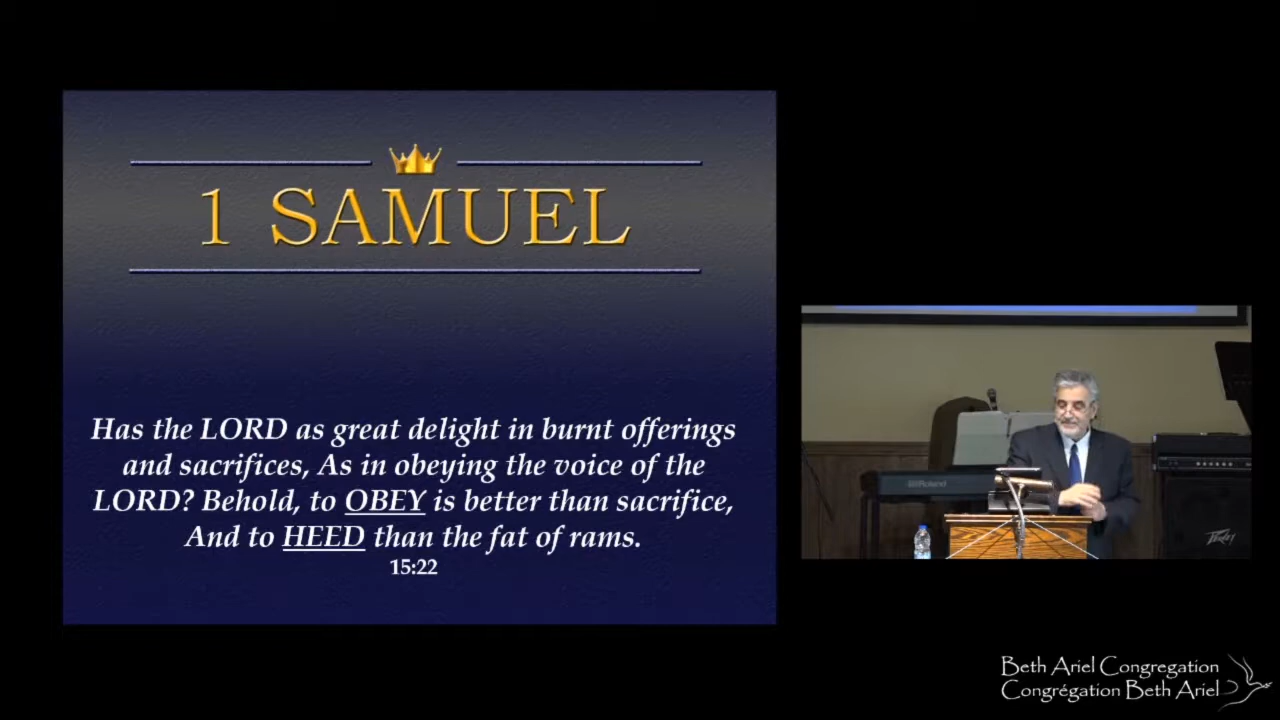 1 SAMUEL
Has the LORD as great delight in burnt offerings
and sacrifices, As in obeying the voice of the
LORD? Behold, to OBEY is better than sacrifice,
And to HEED than the fat of rams.
15:22
Roland
Peavey
Beth Ariel Congregation
Congrégation Beth Ariel